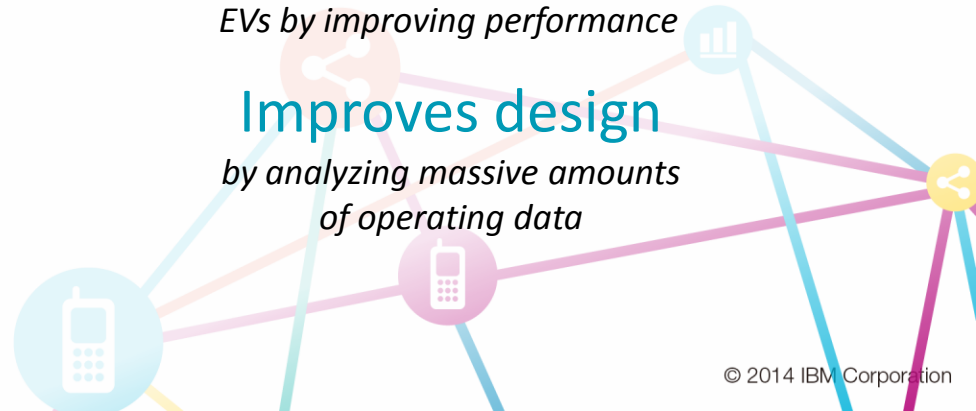 EVs by improving performance
Improves design
by analyzing massive amounts
of operating data
© 2014 IBM Corporation